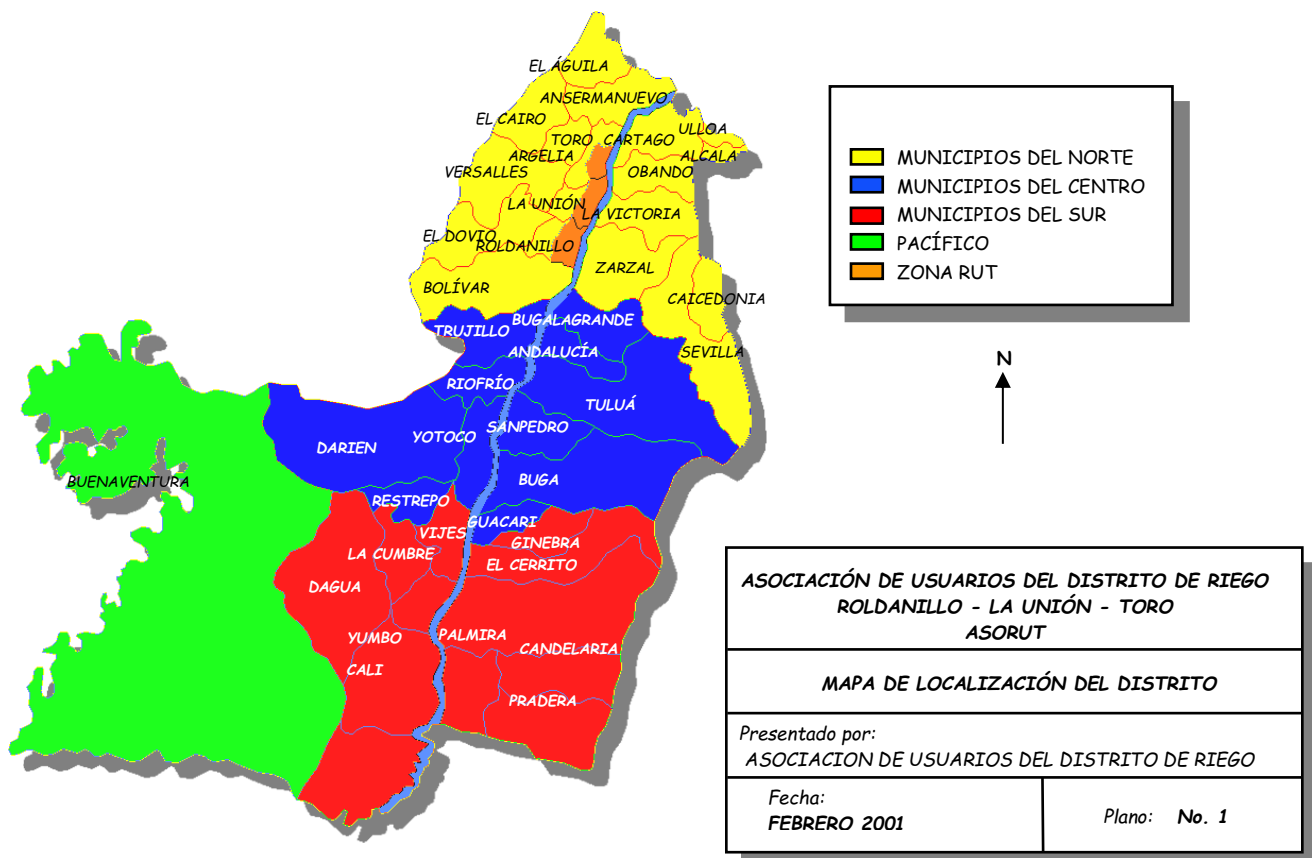 EL ÁGUILA
ANSERMANUEVO
EL CAIRO
TORO
CARTAGO
ULLOA
ARGELIA
ALCALA
VERSALLES
OBANDO
LA UNIÓN
LA VICTORIA
EL DOVIO
ROLDANILLO
ZARZAL
BOLÍVAR
CAICEDONIA
TRUJILLO
BUGALAGRANDE
ANDALUCÍA
SEVILLA
RIOFRÍO
TULUÁ
DARIEN
YOTOCO
SANPEDRO
BUENAVENTURA
BUGA
RESTREPO
GUACARI
VIJES
GINEBRA
LA CUMBRE
EL CERRITO
DAGUA
YUMBO
PALMIRA
CANDELARIA
CALI
PRADERA
MUNICIPIOS DEL NORTE
MUNICIPIOS DEL CENTRO
MUNICIPIOS DEL SUR
PACÍFICO
ZONA RUT
N
ASOCIACIÓN DE USUARIOS DEL DISTRITO DE RIEGO
ROLDANILLO - LA UNIÓN - TORO
ASORUT
MAPA DE LOCALIZACIÓN DEL DISTRITO
Presentado por:
ASOCIACION DE USUARIOS DEL DISTRITO DE RIEGO
Fecha:
FEBRERO 2001
Plano: No. 1